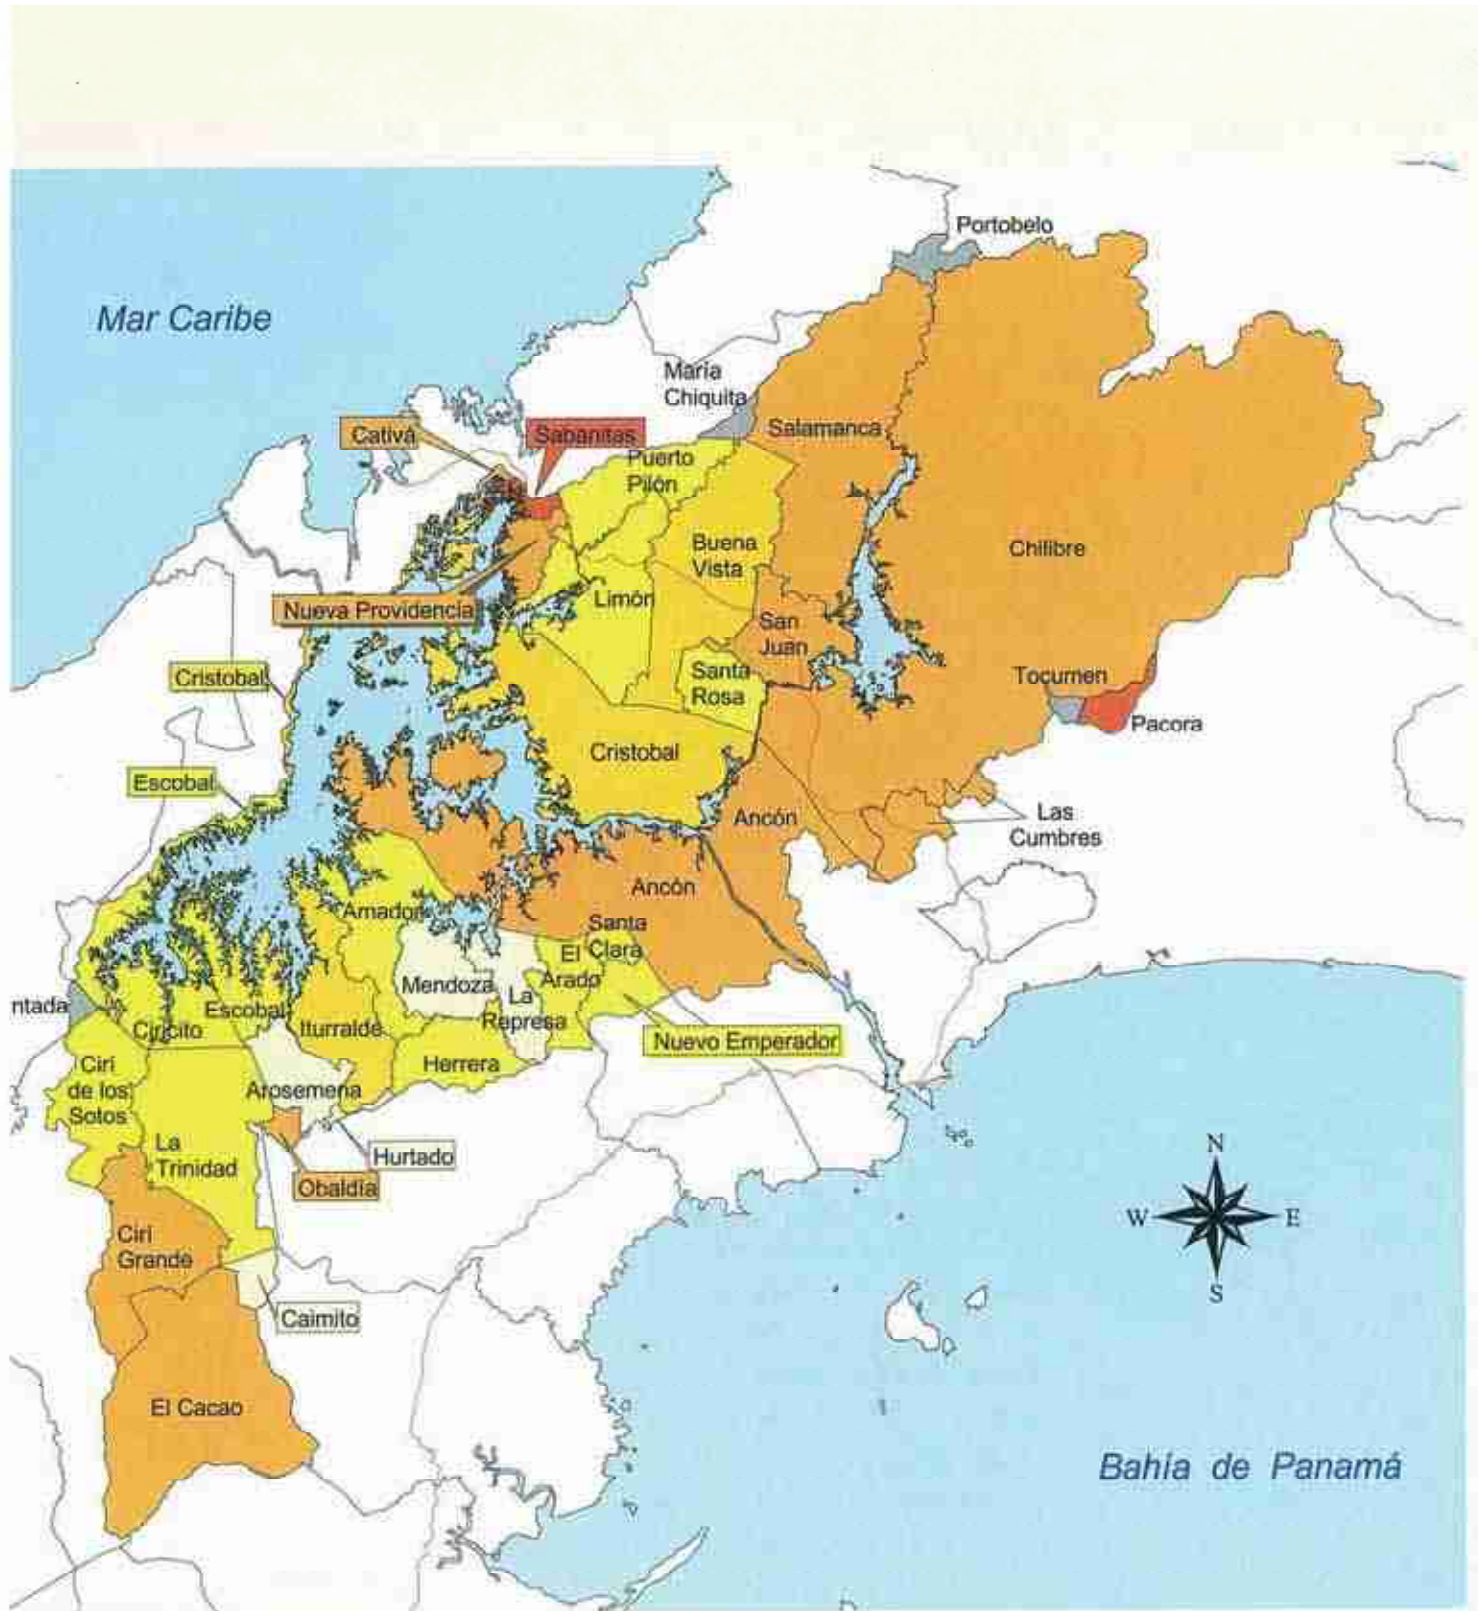 Portobelo
Mar Caribe
María
Chiquita
Cativá
Sabanitas
Salamanca
Puerto
Pilón
Buena
Vista
Chilibre
Nueva Providencia
Limón
San
Juan
Cristobal
Santa
Rosa
Tocumen
Pacora
Cristobal
Escobal
Ancón
Las
Cumbres
Ancón
Amador
Santa
Clara
El
Arado
Mendoza
La
Represa
ntada
Ciricito
Escobal
Iturralde
Nuevo Emperador
Herrera
Cirí
de los
Sotos
Arosemena
La
Trinidad
Hurtado
Obaldía
N
W
E
S
Cirí
Grande
Caimito
El Cacao
Bahía de Panamá